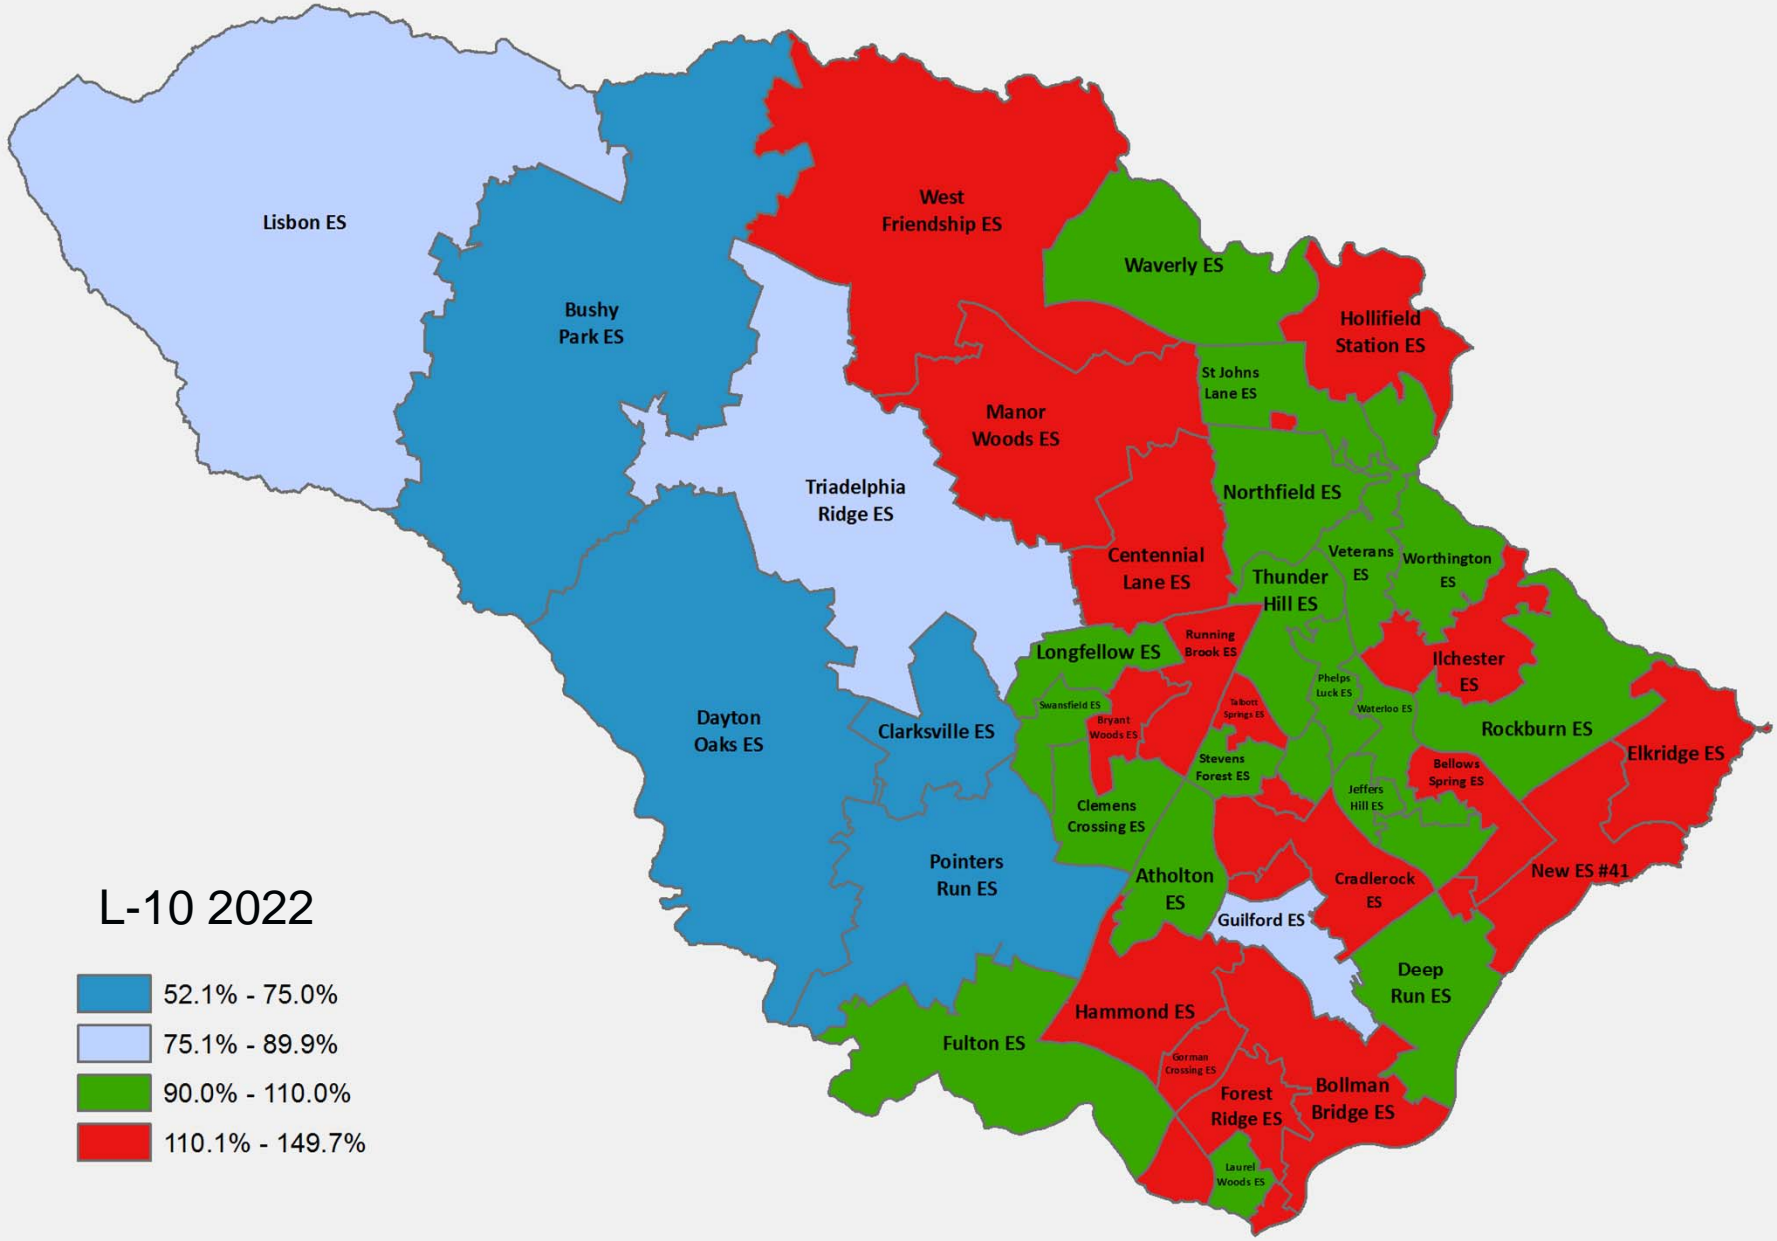 West
Friendship ES
Lisbon ES
Waverly ES
Bushy
Park ES
Hollifield
Station ES
St Johns
Lane ES
Manor
Woods ES
Triadelphia
Ridge ES
Northfield ES
Centennial
Lane ES
Veterans
ES
Worthington
ES
Thunder
Hill ES
Running
Brook ES
Longfellow ES
Ilchester
ES
Phelps
Luck ES
Swansfield ES
Talbott
Springs ES
Waterloo ES
Bryant
Woods ES
Dayton
Oaks ES
Clarksville ES
Rockburn ES
Elkridge ES
Stevens
Forest ES
Bellows
Spring ES
Jeffers
Hill ES
Clemens
Crossing ES
Pointers
Run ES
Atholton
ES
Cradlerock
ES
New ES #41
Guilford ES
Deep
Run ES
Hammond ES
Fulton ES
Gorman
Crossing ES
Forest
Ridge ES
Bollman
Bridge ES
Laurel
Woods ES
L-10 2022
52.1% - 75.0%
75.1% - 89.9%
90.0% - 110.0%
110.1% - 149.7%